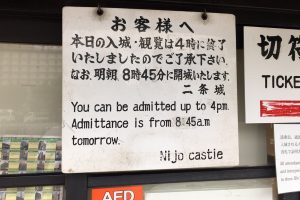 お客様へ
本日の入城・観覧は4時に終了
いたしましたのでご了承下さい。
なお、明朝 8時45分に開城いたします。
二条城
You can be admitted up to 4pm.
Admittance is from 8:45a.m
tomorrow.
Nijo castle
切符
TICKE
AED